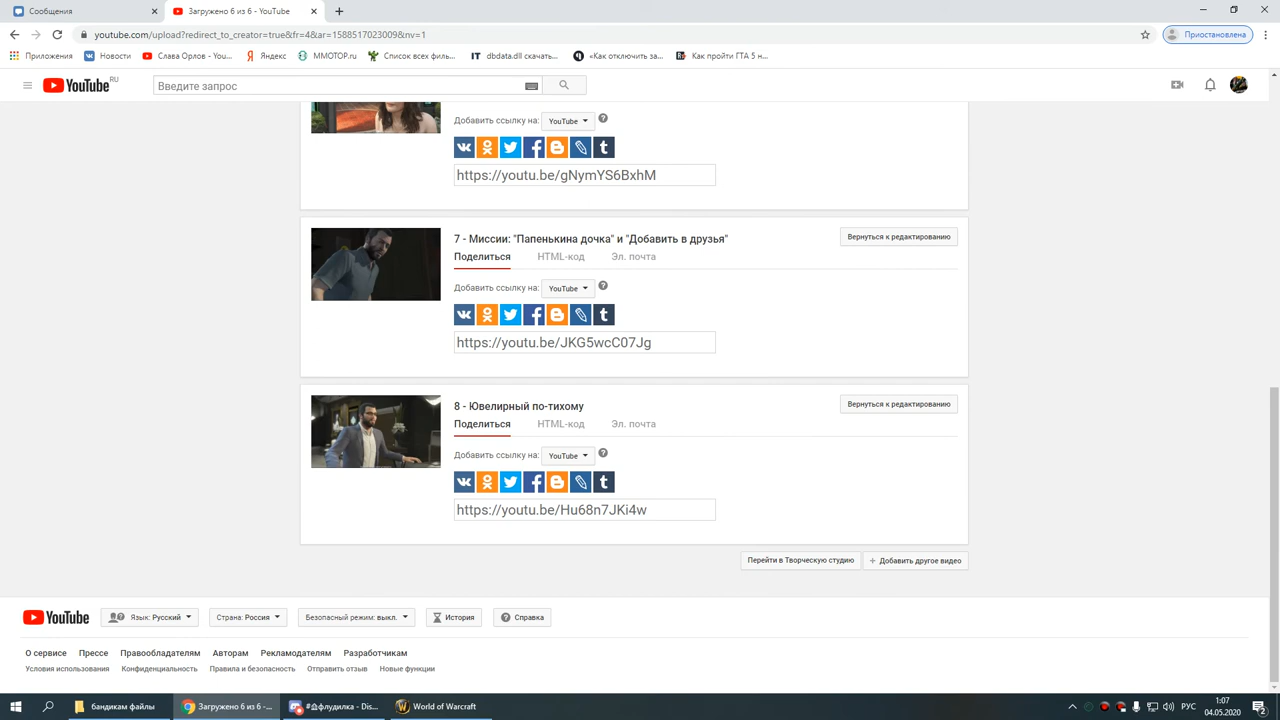 Сообщения
Загружено 6 из 6 - YouTube
youtube.com/upload?redirect_to_creator=true&fr=4&ar=1588517023009&nv=1
Приостановлена
Приложения
Новости
Слава Орлов - YouT...
Яндекс
MMOTOP.ru
Список всех филь...
IT
dbdata.dll скачать...
«Как отключить за...
Как пройти ГТА 5 н...
YouTube RU
Введите запрос
Добавить ссылку на: YouTube
https://youtu.be/gNymYS6BxhM
7 - Миссии: "Папенькина дочка" и "Добавить в друзья"
Вернуться к редактированию
Поделиться HTML-код Эл. почта
Добавить ссылку на: YouTube
https://youtu.be/JKG5wcC07Jg
8 - Ювелирный по-тихому
Вернуться к редактированию
Поделиться HTML-код Эл. почта
Добавить ссылку на: YouTube
https://youtu.be/Hu68n7JKi4w
Перейти в Творческую студию
+ Добавить другое видео
YouTube
Язык: Русский
Страна: Россия
Безопасный режим: выкл.
История
Справка
О сервисе Прессе Правообладателям Авторам Рекламодателям Разработчикам
Условия использования Конфиденциальность Правила и безопасность Отправить отзыв Новые функции
бандикам файлы
Загружено 6 из 6 - ...
World of Warcraft
РУС
1:07
04.05.2020
2